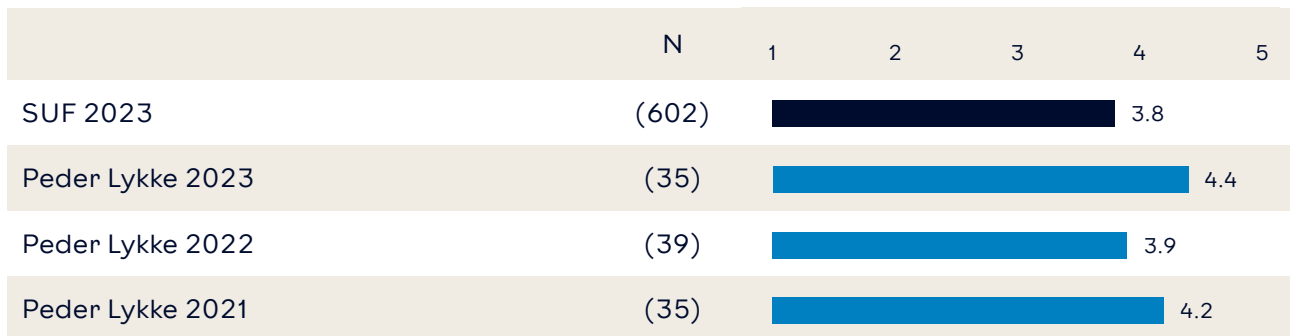 N 1 2 3 4 5
SUF 2023 (602) 3.8
Peder Lykke 2023 (35) 4.4
Peder Lykke 2022 (39) 3.9
Peder Lykke 2021 (35) 4.2